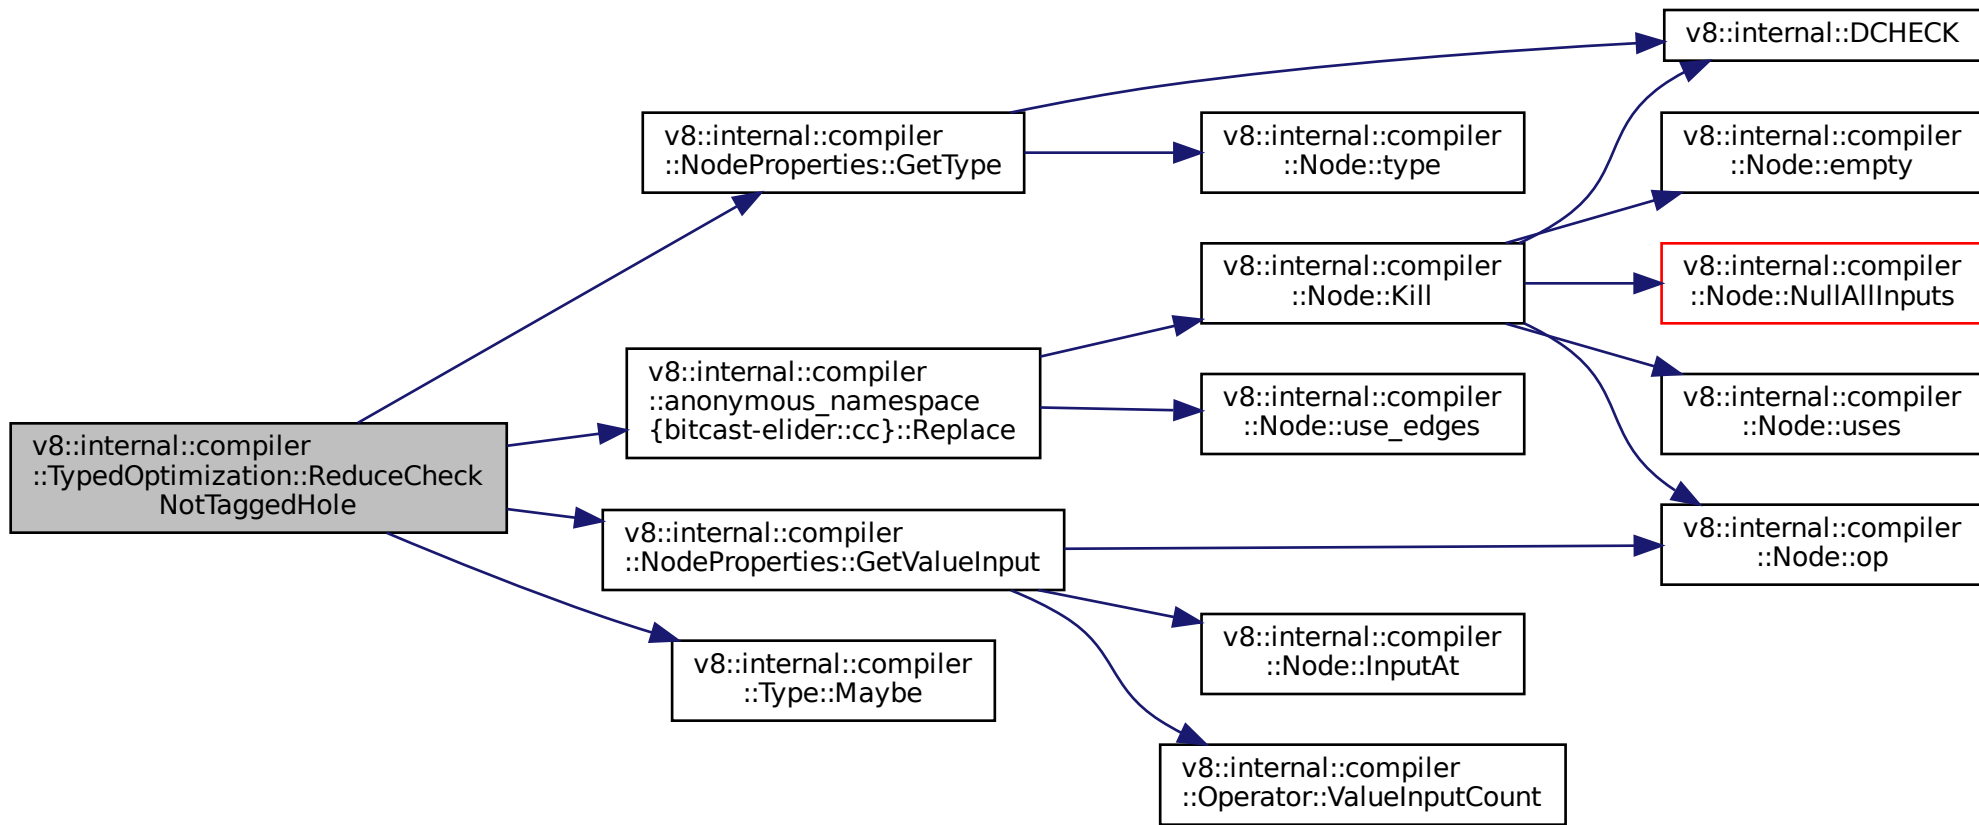 v8::internal::compiler
::TypedOptimization::ReduceCheck
NotTaggedHole
v8::internal::compiler
::NodeProperties::GetType
v8::internal::compiler
::anonymous_namespace
{bitcast-elider::cc}::Replace
v8::internal::compiler
::NodeProperties::GetValueInput
v8::internal::compiler
::Type::Maybe
v8::internal::compiler
::Node::type
v8::internal::compiler
::Node::Kill
v8::internal::compiler
::Node::use_edges
v8::internal::compiler
::Node::InputAt
v8::internal::compiler
::Operator::ValueInputCount
v8::internal::DCHECK
v8::internal::compiler
::Node::empty
v8::internal::compiler
::Node::NullAllInputs
v8::internal::compiler
::Node::uses
v8::internal::compiler
::Node::op